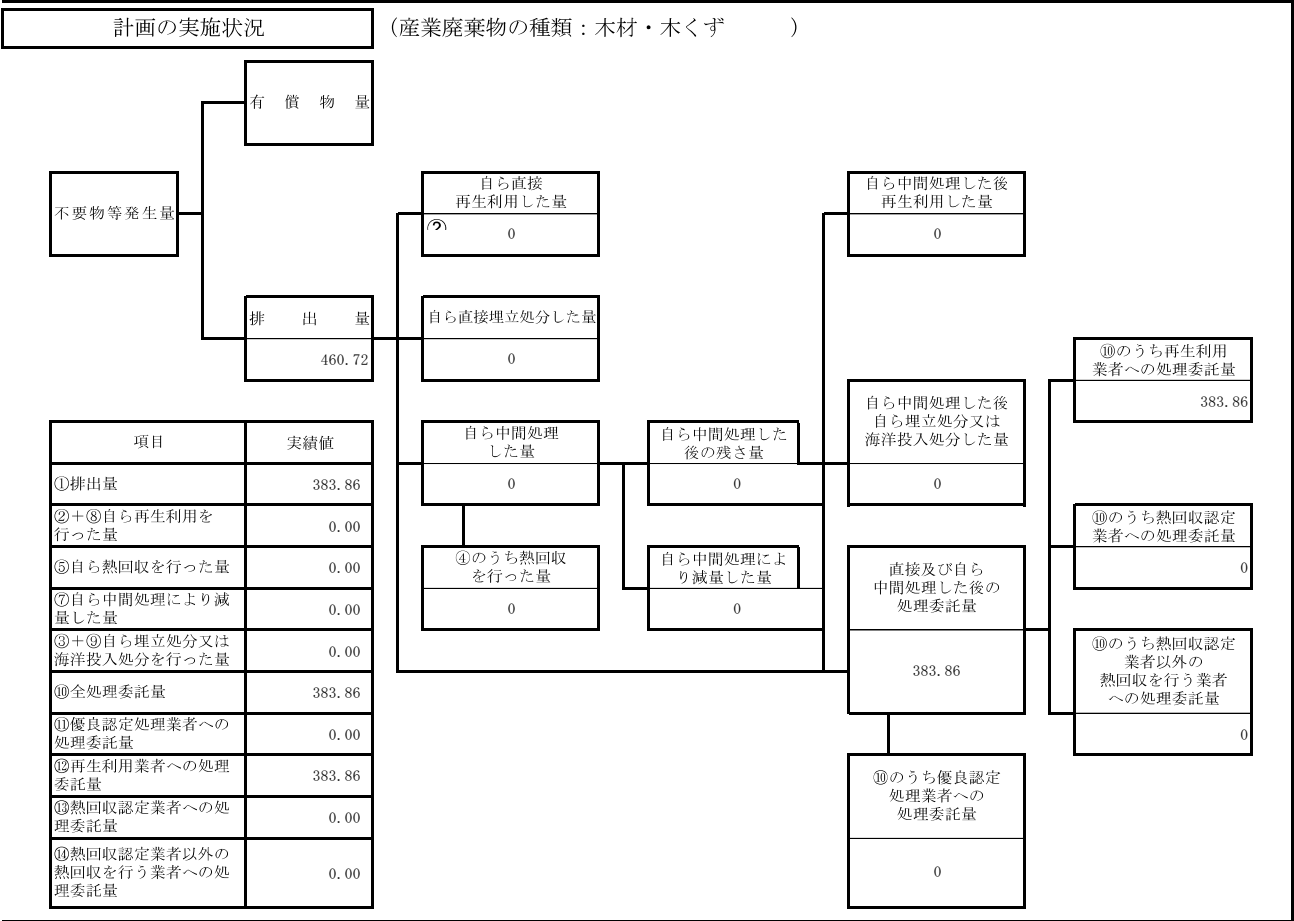 計画の実施状況
（産業廃棄物の種類：木材・木くず　　　）
有償物量
不要物等発生量
自ら直接
再生利用した量
②
0
自ら中間処理した後
再生利用した量
0
排出量
460.72
自ら直接埋立処分した量
0
⑩のうち再生利用
業者への処理委託量
383.86
自ら中間処理
した量
0
自ら中間処理した
後の残さ量
0
自ら中間処理した後
自ら埋立処分又は
海洋投入処分した量
0
⑩のうち熱回収認定
業者への処理委託量
0
④のうち熱回収
を行った量
0
自ら中間処理によ
り減量した量
0
直接及び自ら
中間処理した後の
処理委託量
383.86
⑩のうち熱回収認定
業者以外の
熱回収を行う業者
への処理委託量
0
⑩のうち優良認定
処理業者への
処理委託量
0
項目
実績値
①排出量
383.86
②＋⑧自ら再生利用を
行った量
0.00
⑤自ら熱回収を行った量
0.00
⑦自ら中間処理により減
量した量
0.00
③＋⑨自ら埋立処分又は
海洋投入処分を行った量
0.00
⑩全処理委託量
383.86
⑪優良認定処理業者への
処理委託量
0.00
⑫再生利用業者への処理
委託量
383.86
⑬熱回収認定業者への処
理委託量
0.00
⑭熱回収認定業者以外の
熱回収を行う業者への処
理委託量
0.00